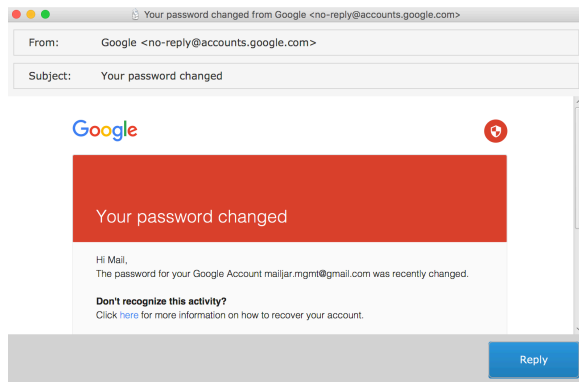 Your password changed from Google <no-reply@accounts.google.com>
From: Google <no-reply@accounts.google.com>
Subject: Your password changed
Google
Your password changed
Hi Mail,
The password for your Google Account mailjar.mgmt@gmail.com was recently changed.
Don't recognize this activity?
Click here for more information on how to recover your account.
Reply